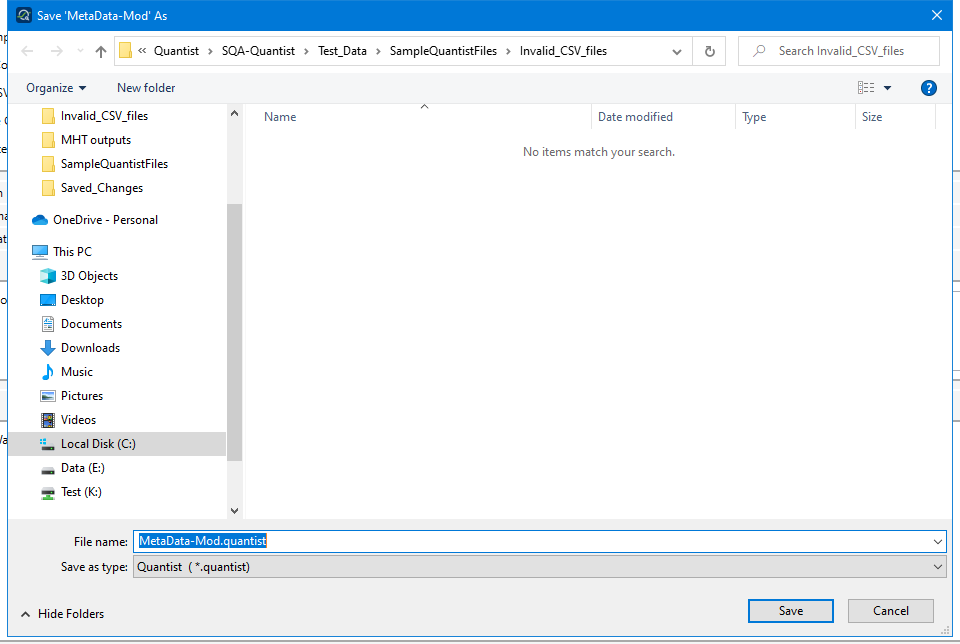 Save 'MetaData-Mod' As
« Quantist › SQA-Quantist › Test_Data › SampleQuantistFiles › Invalid_CSV_files
Search Invalid_CSV_files
Organize New folder
Name Date modified Type Size
No items match your search.
Invalid_CSV_files
MHT outputs
SampleQuantistFiles
Saved_Changes
OneDrive - Personal
This PC
3D Objects
Desktop
Documents
Downloads
Music
Pictures
Videos
Local Disk (C:)
Data (E:)
Test (K:)
File name: MetaData-Mod.quantist
Save as type: Quantist ( *.quantist)
Hide Folders
Save Cancel